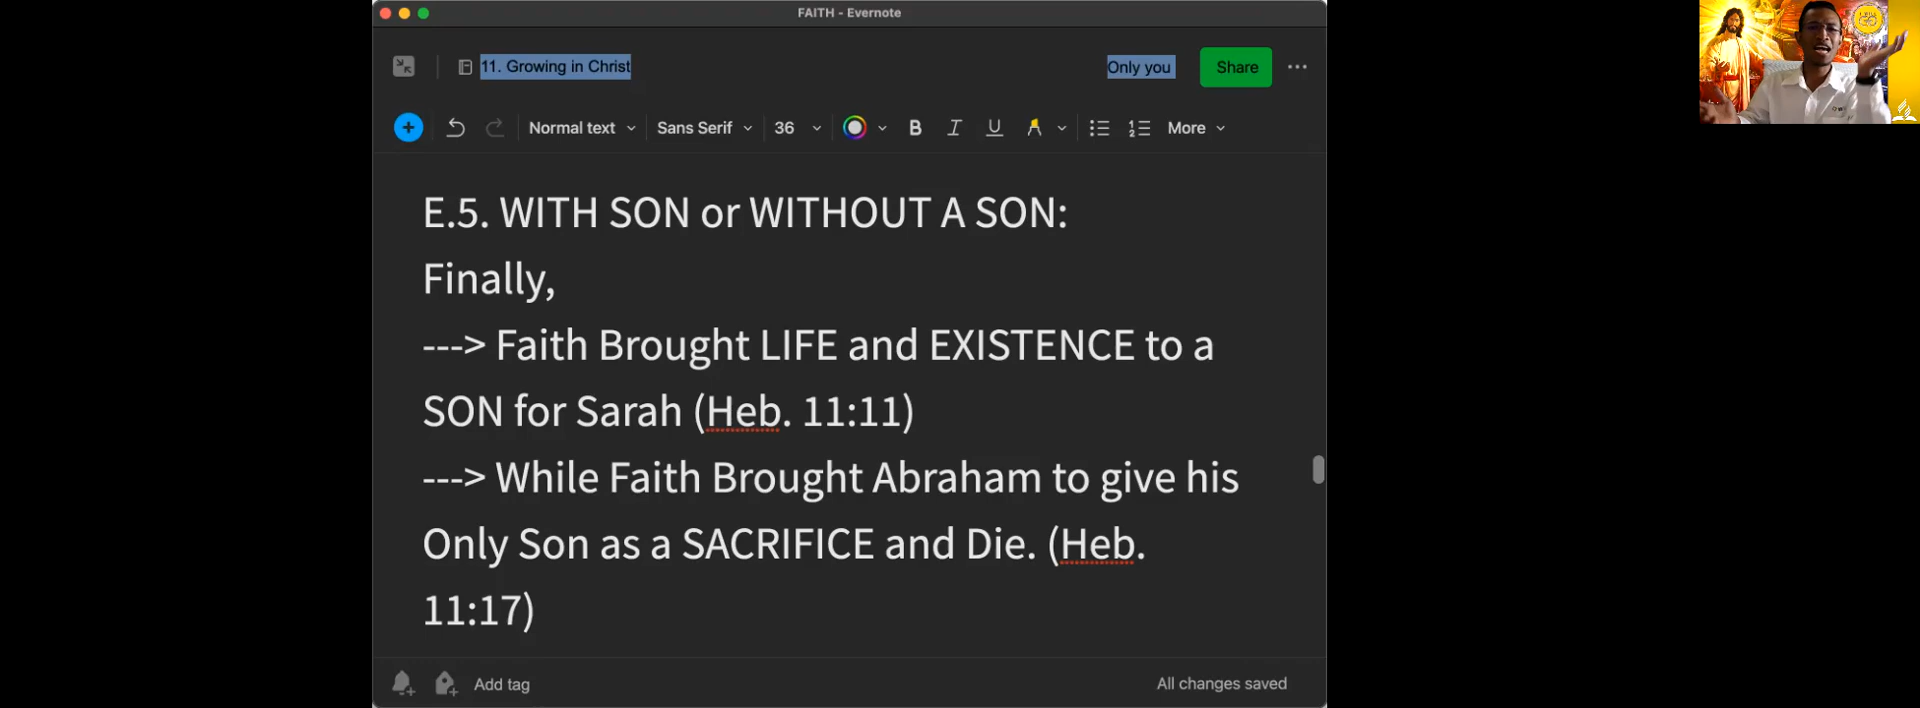 FAITH - Evernote
11. Growing in Christ
Only you
Share
Normal text
Sans Serif
36
B
I
U
More
E.5. WITH SON or WITHOUT A SON:
Finally,
---> Faith Brought LIFE and EXISTENCE to a
SON for Sarah (Heb. 11:11)
---> While Faith Brought Abraham to give his
Only Son as a SACRIFICE and Die. (Heb.
11:17)
Add tag
All changes saved